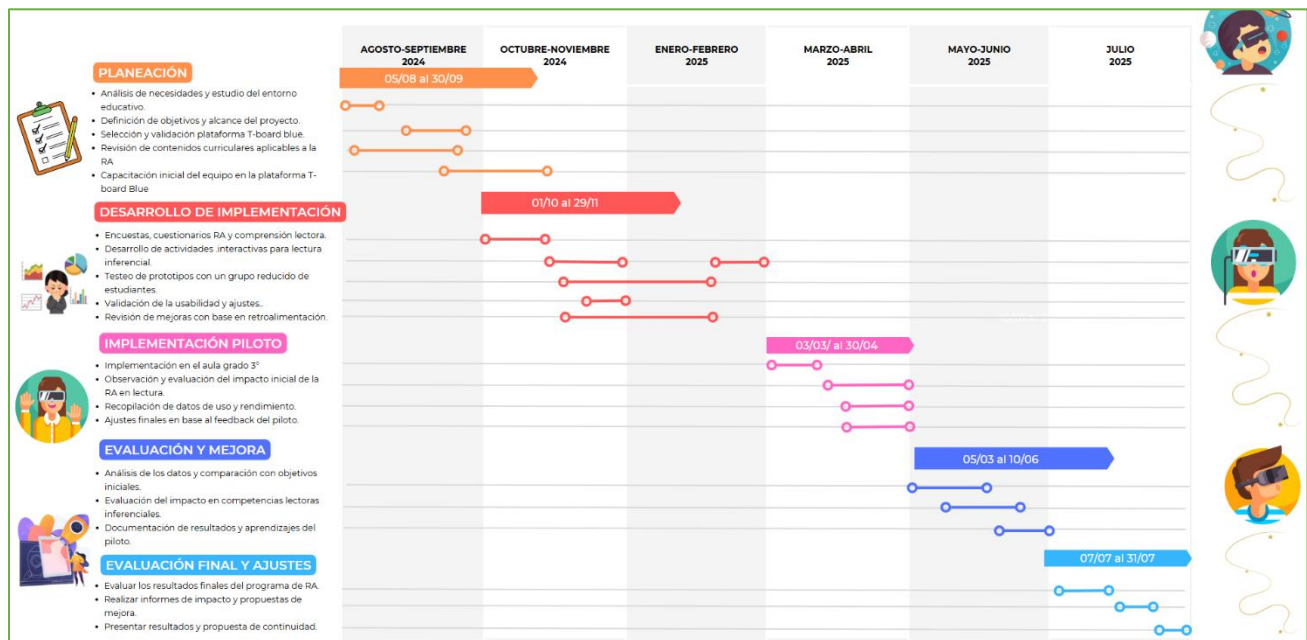 AGOSTO-SEPTIEMBRE
2024
OCTUBRE-NOVIEMBRE
2024
ENERO-FEBRERO
2025
MARZO-ABRIL
2025
MAYO-JUNIO
2025
JULIO
2025
PLANEACIÓN
05/08 al 30/09
• Análisis de necesidades y estudio del entorno
educativo.
• Definición de objetivos y alcance del proyecto.
• Selección y validación plataforma T-board blue.
• Revisión de contenidos curriculares aplicables a la
RA
• Capacitación inicial del equipo en la plataforma T-
board Blue
DESARROLLO DE IMPLEMENTACIÓN
01/10 al 29/11
• Encuestas, cuestionarios RA y comprensión lectora.
• Desarrollo de actividades .interactivas para lectura
inferencial.
• Testeo de prototipos con un grupo reducido de
estudiantes.
• Validación de la usabilidad y ajustes..
• Revisión de mejoras con base en retroalimentación.
IMPLEMENTACIÓN PILOTO
03/03/ al 30/04
• Implementación en el aula grado 3°
• Observación y evaluación del impacto inicial de la
RA en lectura.
• Recopilación de datos de uso y rendimiento.
• Ajustes finales en base al feedback del piloto.
EVALUACIÓN Y MEJORA
05/03 al 10/06
• Análisis de los datos y comparación con objetivos
iniciales.
• Evaluación del impacto en competencias lectoras
inferenciales.
• Documentación de resultados y aprendizajes del
piloto.
EVALUACIÓN FINAL Y AJUSTES
07/07 al 31/07
• Evaluar los resultados finales del programa de RA.
• Realizar informes de impacto y propuestas de
mejora.
• Presentar resultados y propuesta de continuidad.